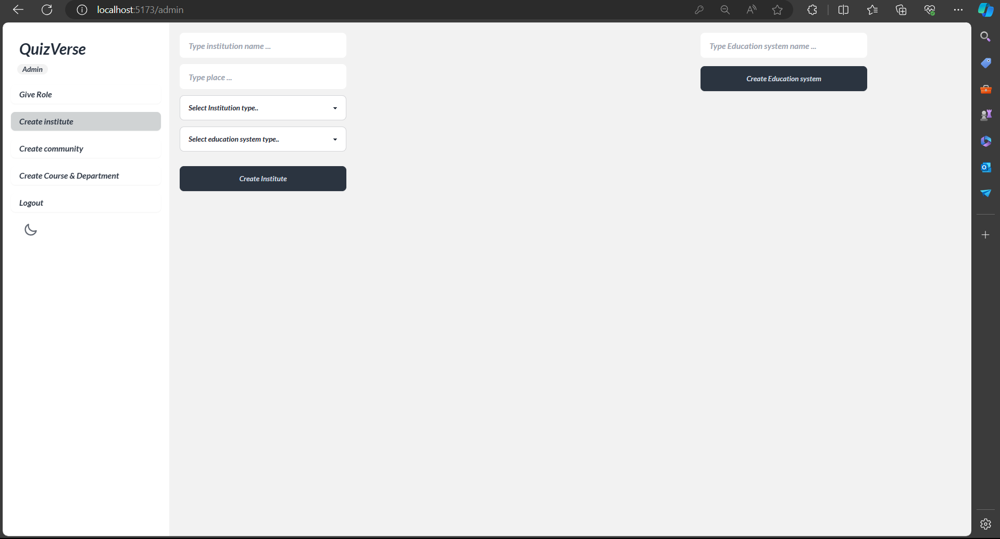 localhost:5173/admin
QuizVerse
Admin
Give Role
Create institute
Create community
Create Course & Department
Logout
Type institution name ...
Type place ...
Select Institution type..
Select education system type..
Create Institute
Type Education system name ...
Create Education system